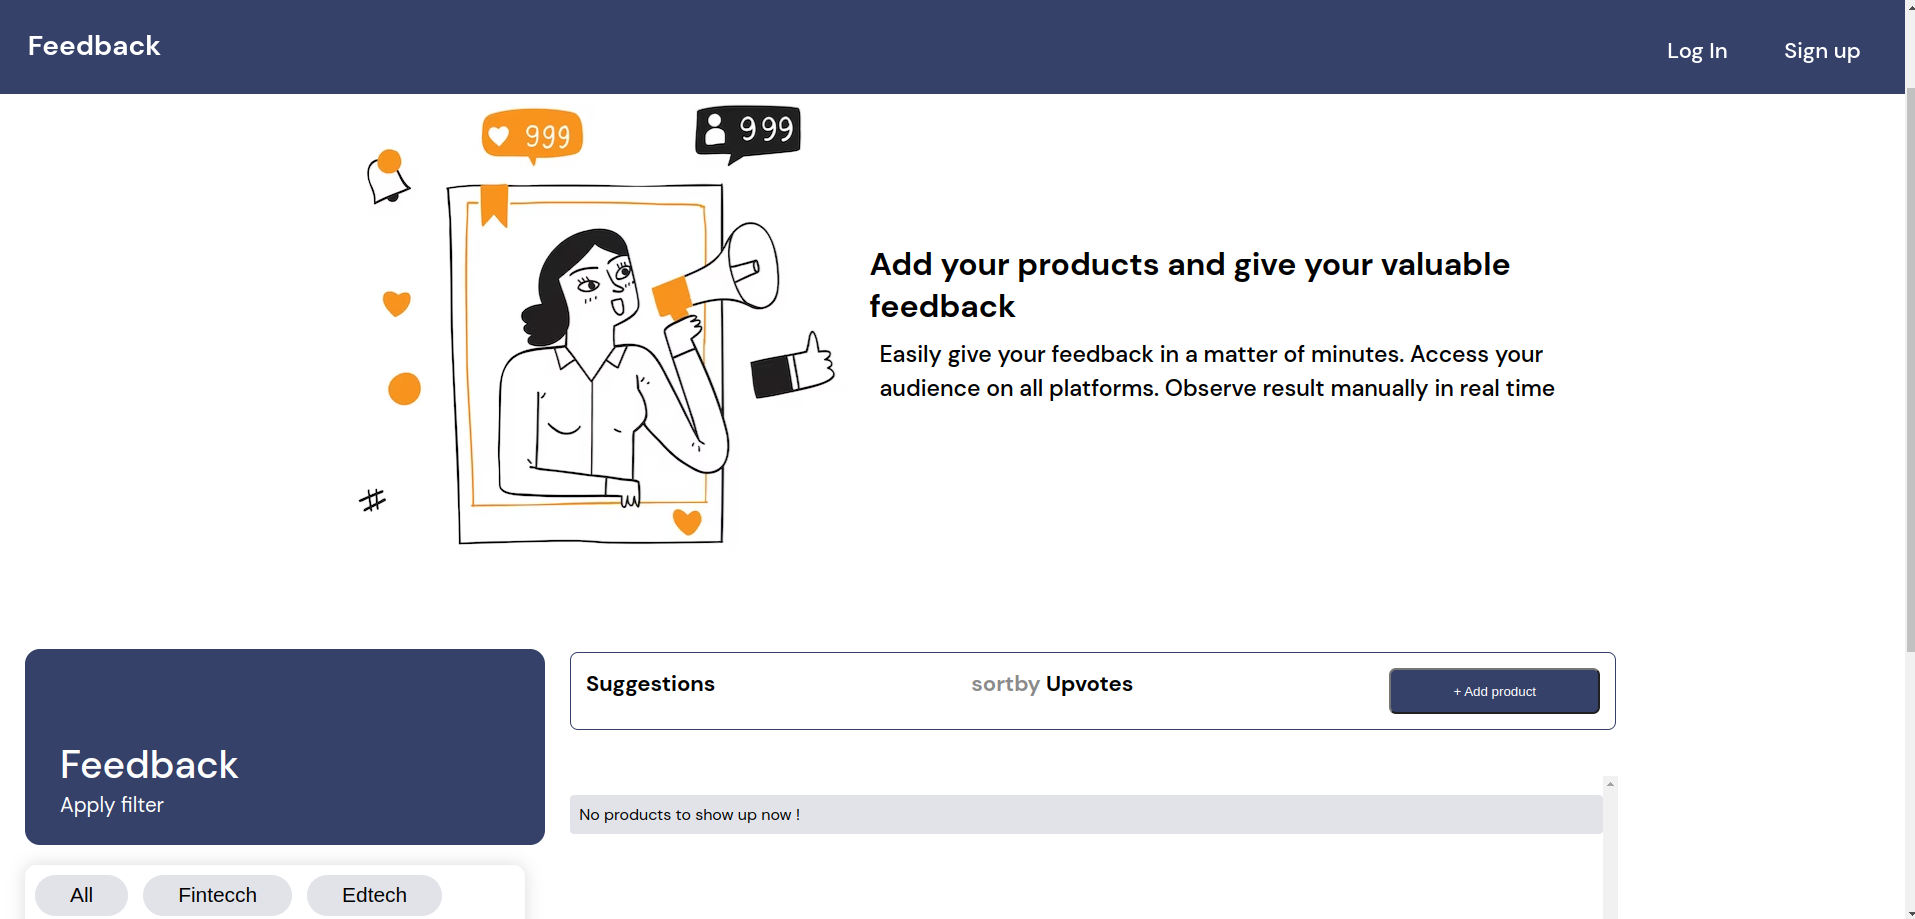 Feedback
Log In
Sign up
999
999
Add your products and give your valuable
feedback
Easily give your feedback in a matter of minutes. Access your
audience on all platforms. Observe result manually in real time
Feedback
Apply filter
Suggestions
sortby Upvotes
+ Add product
No products to show up now !
All
Fintecch
Edtech